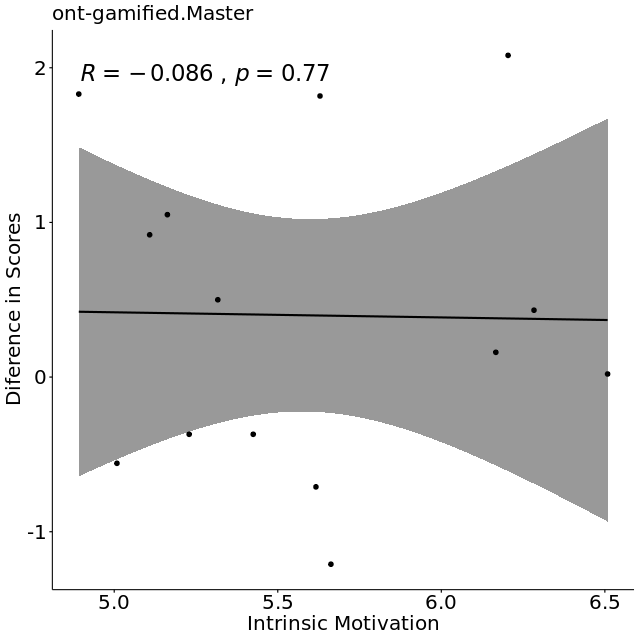 ont-gamified.Master
R = −0.086 , p = 0.77
2
1
0
-1
Diference in Scores
5.0 5.5 6.0 6.5
Intrinsic Motivation